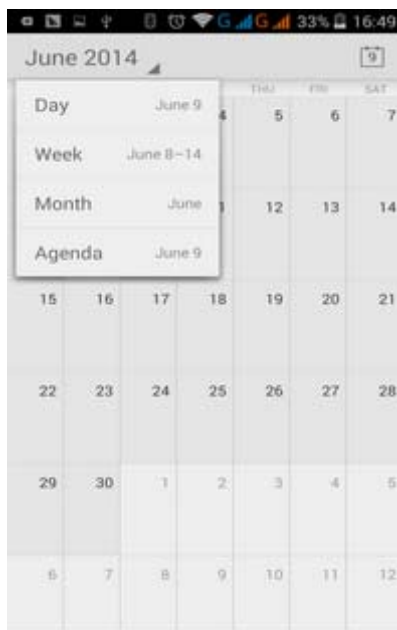 G G 33% 16:49
June 2014 9
THU FRI SAT
Day June 9
4 5 6 7
Week June 8–14
Month June
1 12 13 14
Agenda June 9
15 16 17 18 19 20 21
22 23 24 25 26 27 28
29 30 1 2 3 4 5
6 7 8 9 10 11 12